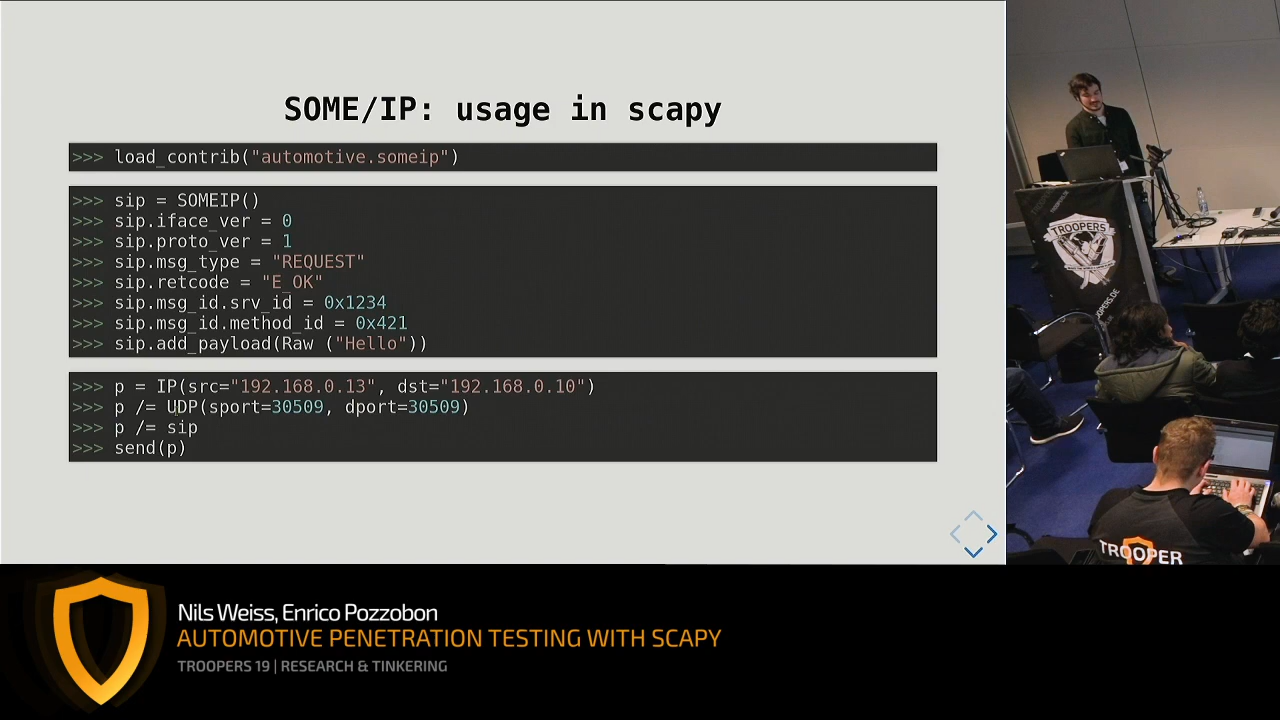 SOME/IP: usage in scapy
>>> load_contrib("automotive.someip")
>>> sip = SOMEIP()
>>> sip.iface_ver = 0
>>> sip.proto_ver = 1
>>> sip.msg_type = "REQUEST"
>>> sip.retcode = "E_OK"
>>> sip.msg_id.srv_id = 0x1234
>>> sip.msg_id.method_id = 0x421
>>> sip.add_payload(Raw ("Hello"))
>>> p = IP(src="192.168.0.13", dst="192.168.0.10")
>>> p /= UDP(sport=30509, dport=30509)
>>> p /= sip
>>> send(p)
TROOPERS
TROOPER
Nils Weiss, Enrico Pozzobon
AUTOMOTIVE PENETRATION TESTING WITH SCAPY
TROOPERS 19 | RESEARCH & TINKERING